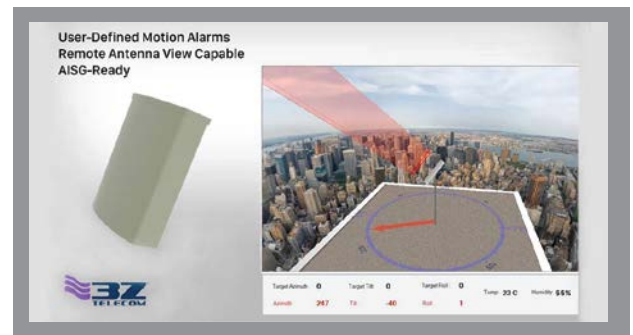 User-Defined Motion Alarms
Remote Antenna View Capable
AISG-Ready
3Z
TELECOM
Target Azimuth 0 Target Tilt 0 Target Roll 0
Azimuth 247 Tilt -40 Roll 1
Temp 33 C Humidity 55%